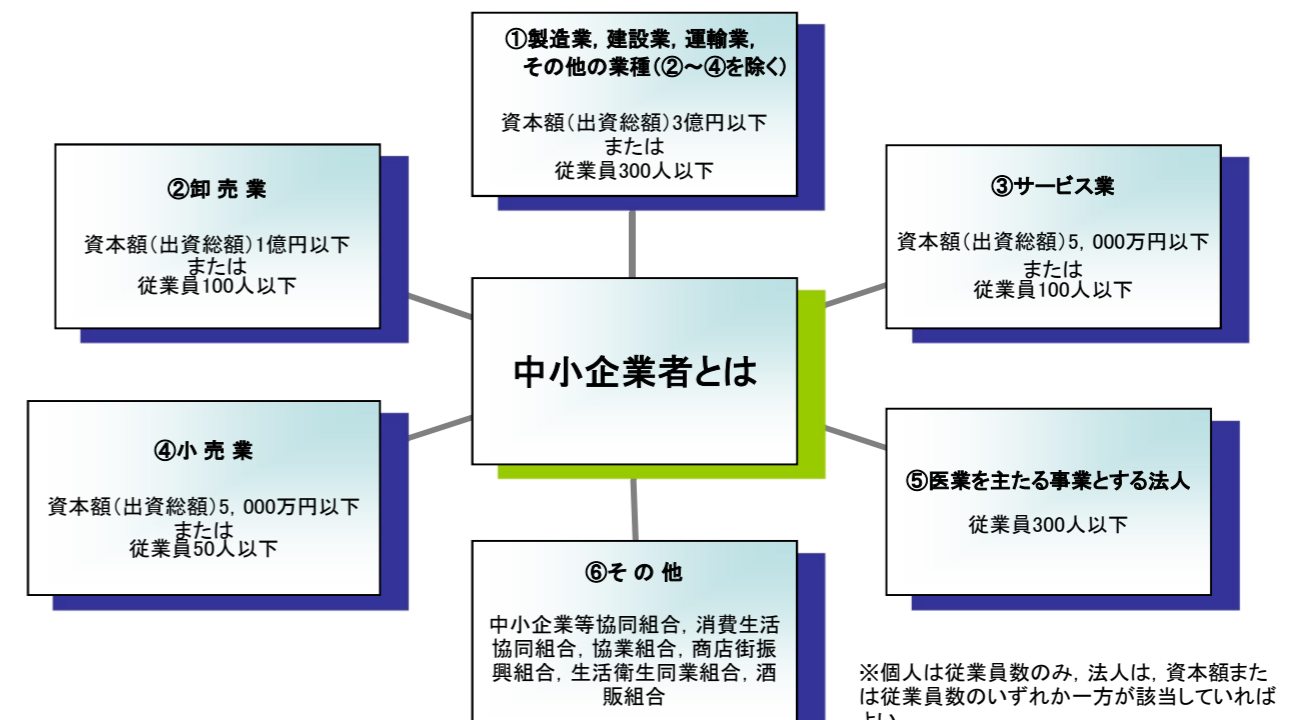 ①製造業，建設業，運輸業，
その他の業種（②～④を除く）
資本額（出資総額）3億円以下
または
従業員300人以下
②卸 売 業
資本額（出資総額）1億円以下
または
従業員100人以下
③サービス業
資本額（出資総額）5，000万円以下
または
従業員100人以下
中小企業者とは
④小 売 業
資本額（出資総額）5，000万円以下
または
従業員50人以下
⑤医業を主たる事業とする法人
従業員300人以下
⑥そ の 他
中小企業等協同組合，消費生活
協同組合，協業組合，商店街振
興組合，生活衛生同業組合，酒
販組合
※個人は従業員数のみ，法人は，資本額また
は従業員数のいずれか一方が該当していれば